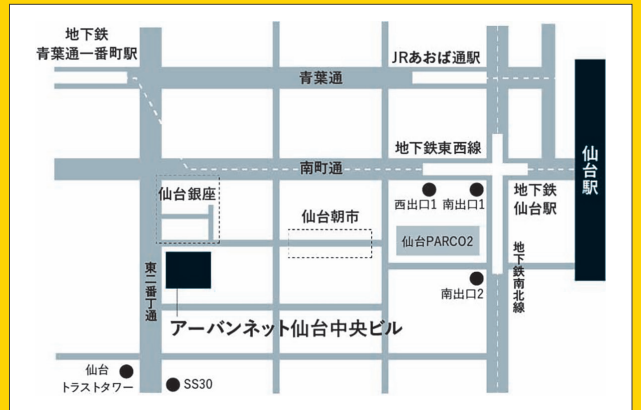 地下鉄
青葉通一番町駅
JRあおば通駅
青葉通
地下鉄東西線
仙台駅
南町通
仙台銀座
西出口1
南出口1
地下鉄
仙台駅
仙台朝市
仙台PARCO2
地下鉄南北線
東二番丁通
南出口2
アーバンネット仙台中央ビル
仙台
トラストタワー
SS30